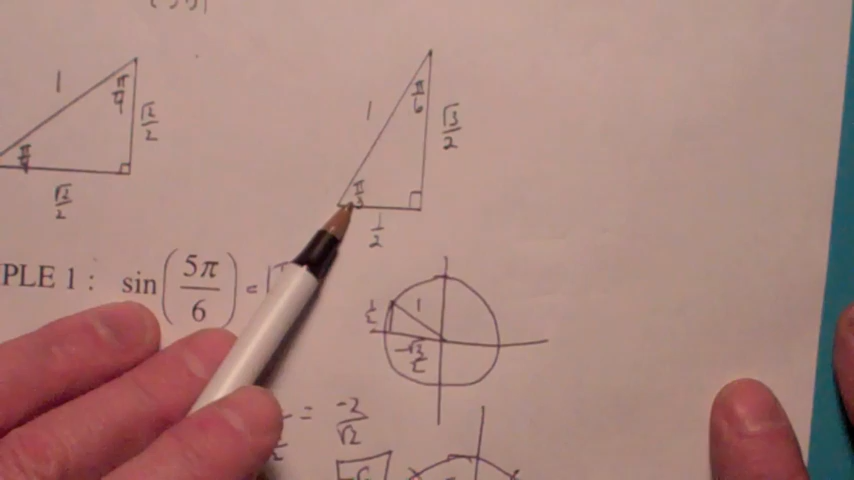 1
π/4
√2/2
π/4
√2/2
1
π/6
√3/2
π/3
1/2
PLE 1 : sin(5π/6) =
1/2
1
-√3/2
= -2/√2